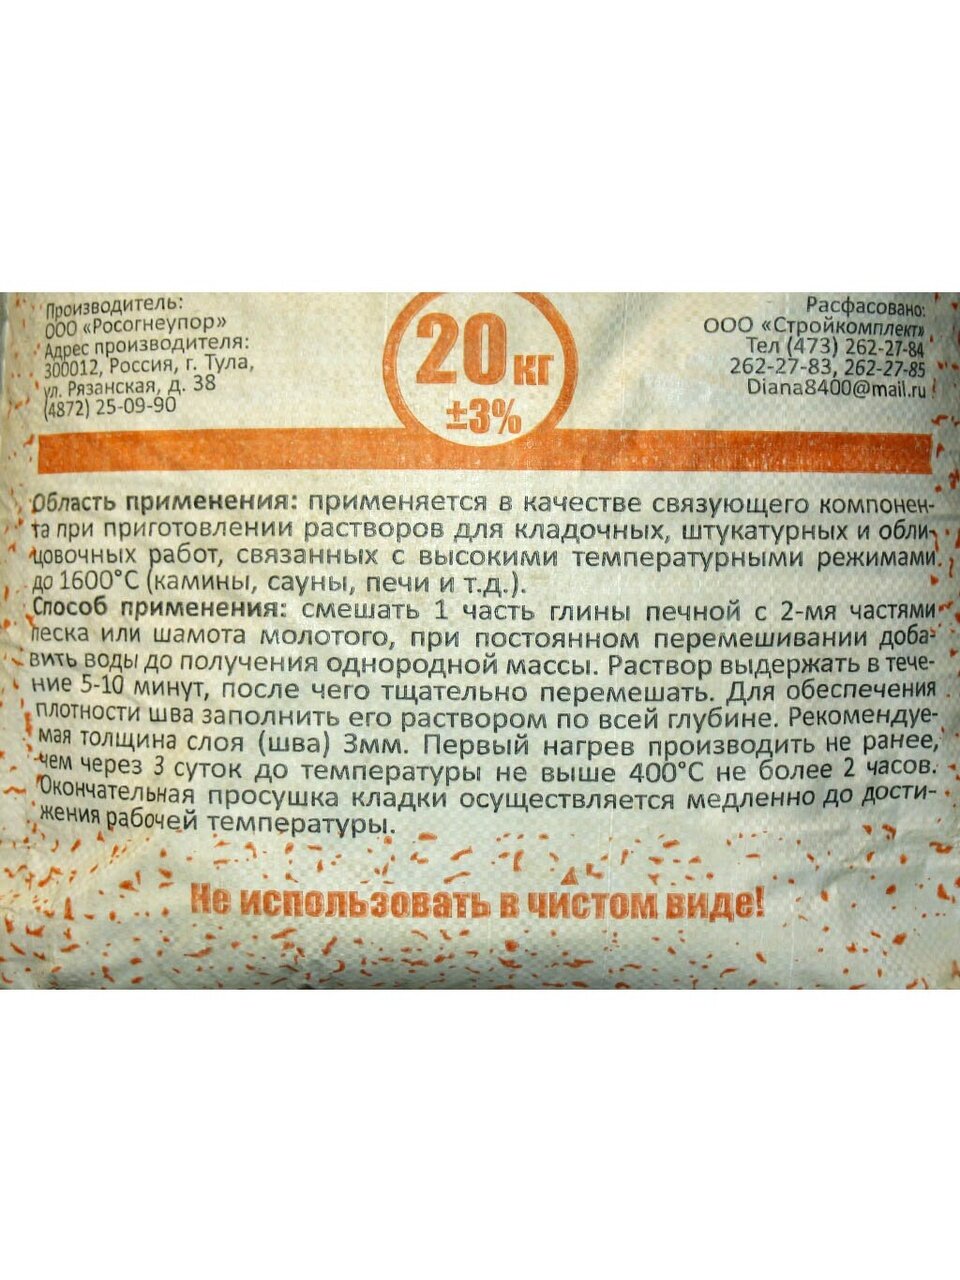 Производитель:
ООО «Росогнеупор»
Адрес производителя:
300012, Россия, г. Тула,
ул. Рязанская, д. 38
(4872) 25-09-90
20 кг
±3%
Расфасовано:
ООО «Стройкомплект»
Тел (473) 262-27-84
262-27-83, 262-27-85
Diana8400@mail.ru
Область применения: применяется в качестве связующего компонен-
та при приготовлении растворов для кладочных, штукатурных и обли-
цовочных работ, связанных с высокими температурными режимами
до 1600°С (камины, сауны, печи и т.д.).
Способ применения: смешать 1 часть глины печной с 2-мя частями
песка или шамота молотого, при постоянном перемешивании доба-
вить воды до получения однородной массы. Раствор выдержать в тече-
ние 5-10 минут, после чего тщательно перемешать. Для обеспечения
плотности шва заполнить его раствором по всей глубине. Рекомендуе-
мая толщина слоя (шва) 3мм. Первый нагрев производить не ранее,
чем через 3 суток до температуры не выше 400°С не более 2 часов.
Окончательная просушка кладки осуществляется медленно до дости-
жения рабочей температуры.
Не использовать в чистом виде!